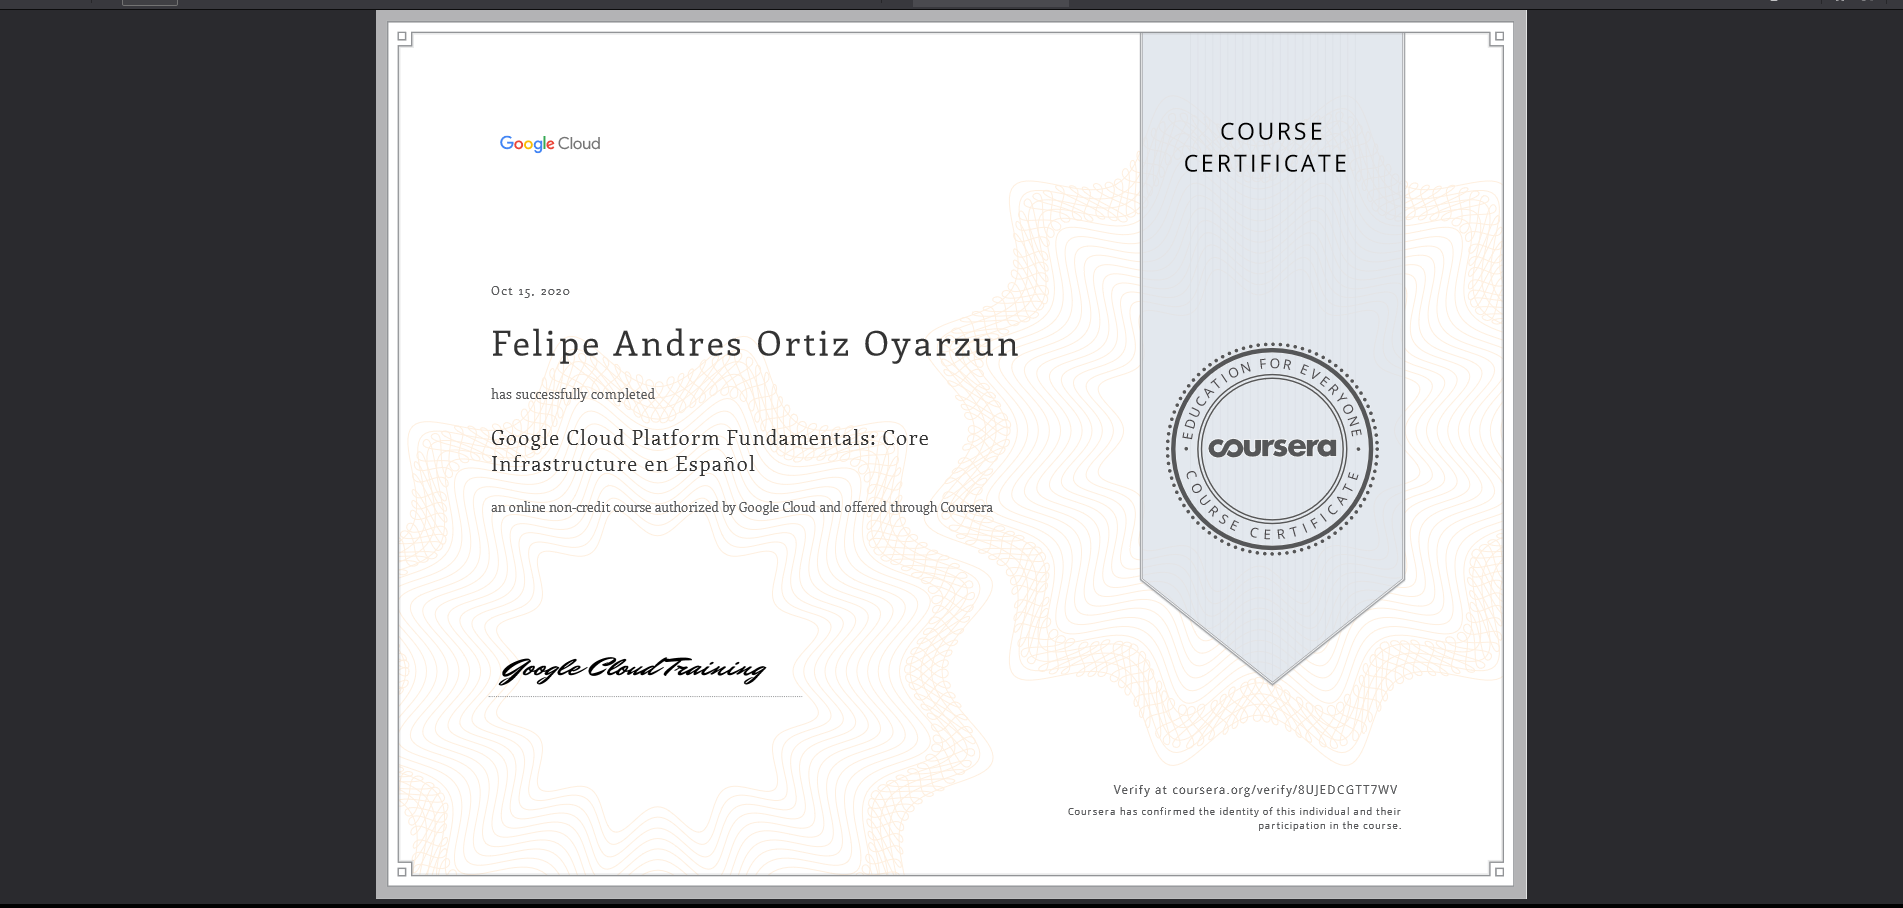 Google Cloud
COURSE
CERTIFICATE
Oct 15, 2020
Felipe Andres Ortiz Oyarzun
has successfully completed
Google Cloud Platform Fundamentals: Core
Infrastructure en Español
an online non-credit course authorized by Google Cloud and offered through Coursera
EDUCATION FOR EVERYONE
coursera
COURSE CERTIFICATE
Google Cloud Training
Verify at coursera.org/verify/8UJEDCGTT7WV
Coursera has confirmed the identity of this individual and their
participation in the course.